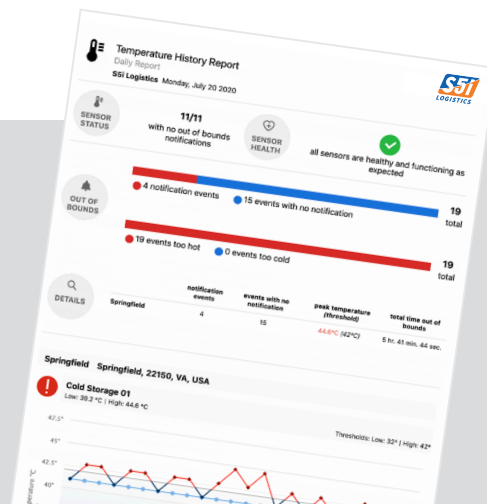 Temperature History Report
Daily Report
S5i Logistics Monday, July 20 2020
S5i
LOGISTICS
SENSOR
STATUS
11/11
with no out of bounds
notifications
SENSOR
HEALTH
all sensors are healthy and functioning as
expected
OUT OF
BOUNDS
4 notification events
15 events with no notification
19
total
19 events too hot
0 events too cold
19
total
DETAILS
notification
events
events with no
notification
peak temperature
(threshold)
total time out of
bounds
Springfield
4
15
44.6°C (42°C)
5 hr. 41 min. 44 sec.
Springfield Springfield, 22150, VA, USA
Cold Storage 01
Low: 39.2 °C | High: 44.6 °C
Thresholds: Low: 32° | High: 42°
47.5°
45°
42.5°
40°